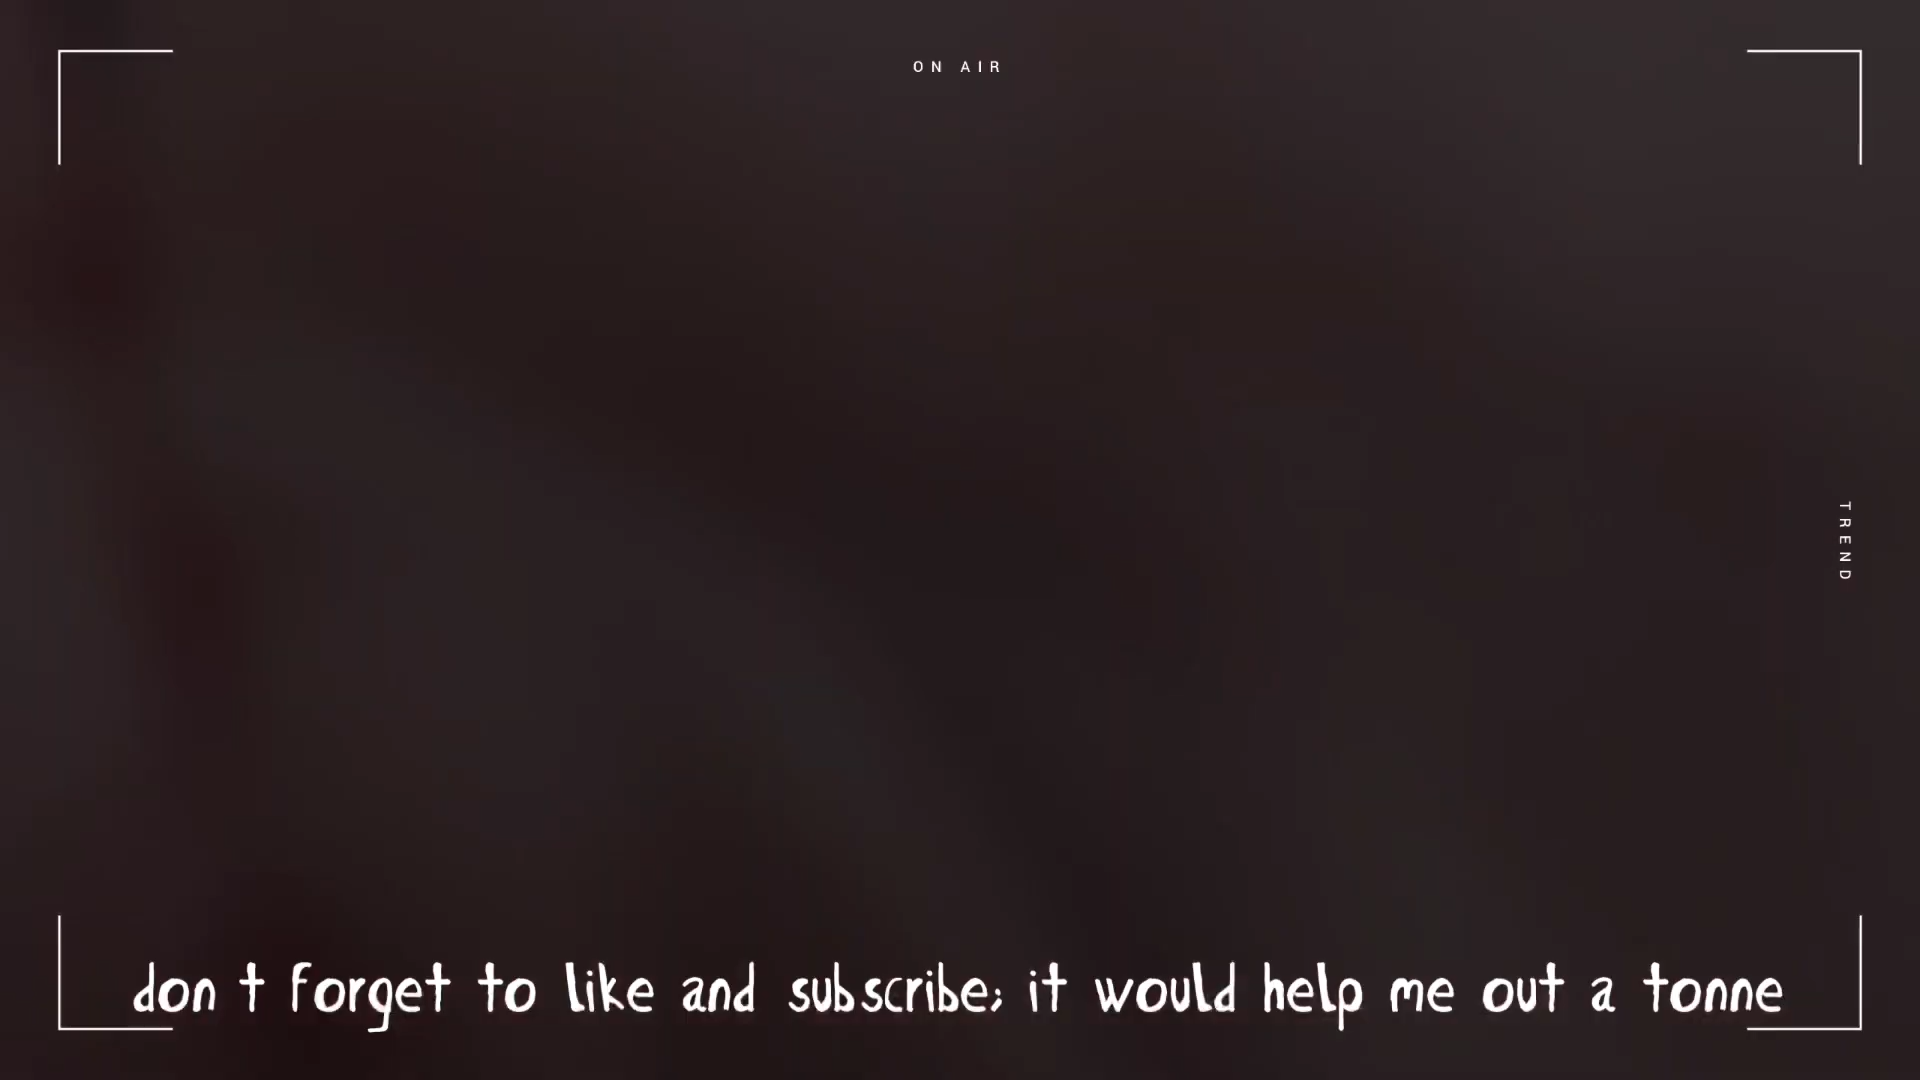 ON AIR
TREND
don t forget to like and subscribe; it would help me out a tonne